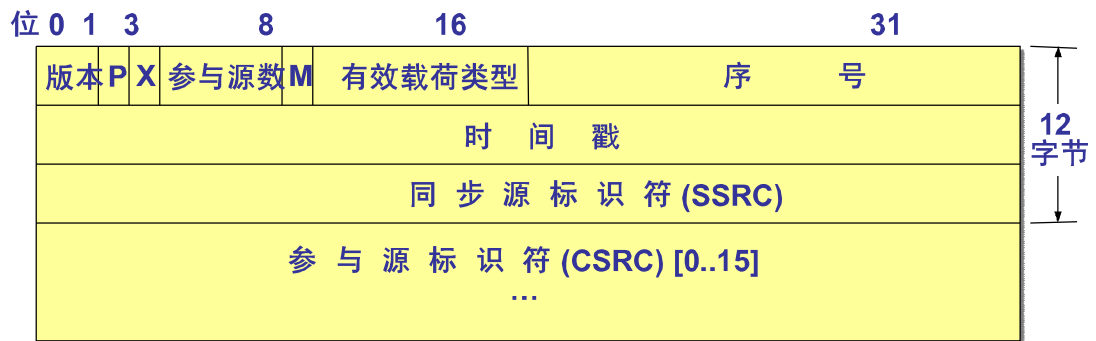 位 0 1 3 8 16 31
版本 P X 参与源数 M 有效载荷类型 序 号
时 间 戳
12
字节
同 步 源 标 识 符 (SSRC)
参 与 源 标 识 符 (CSRC) [0..15]
...